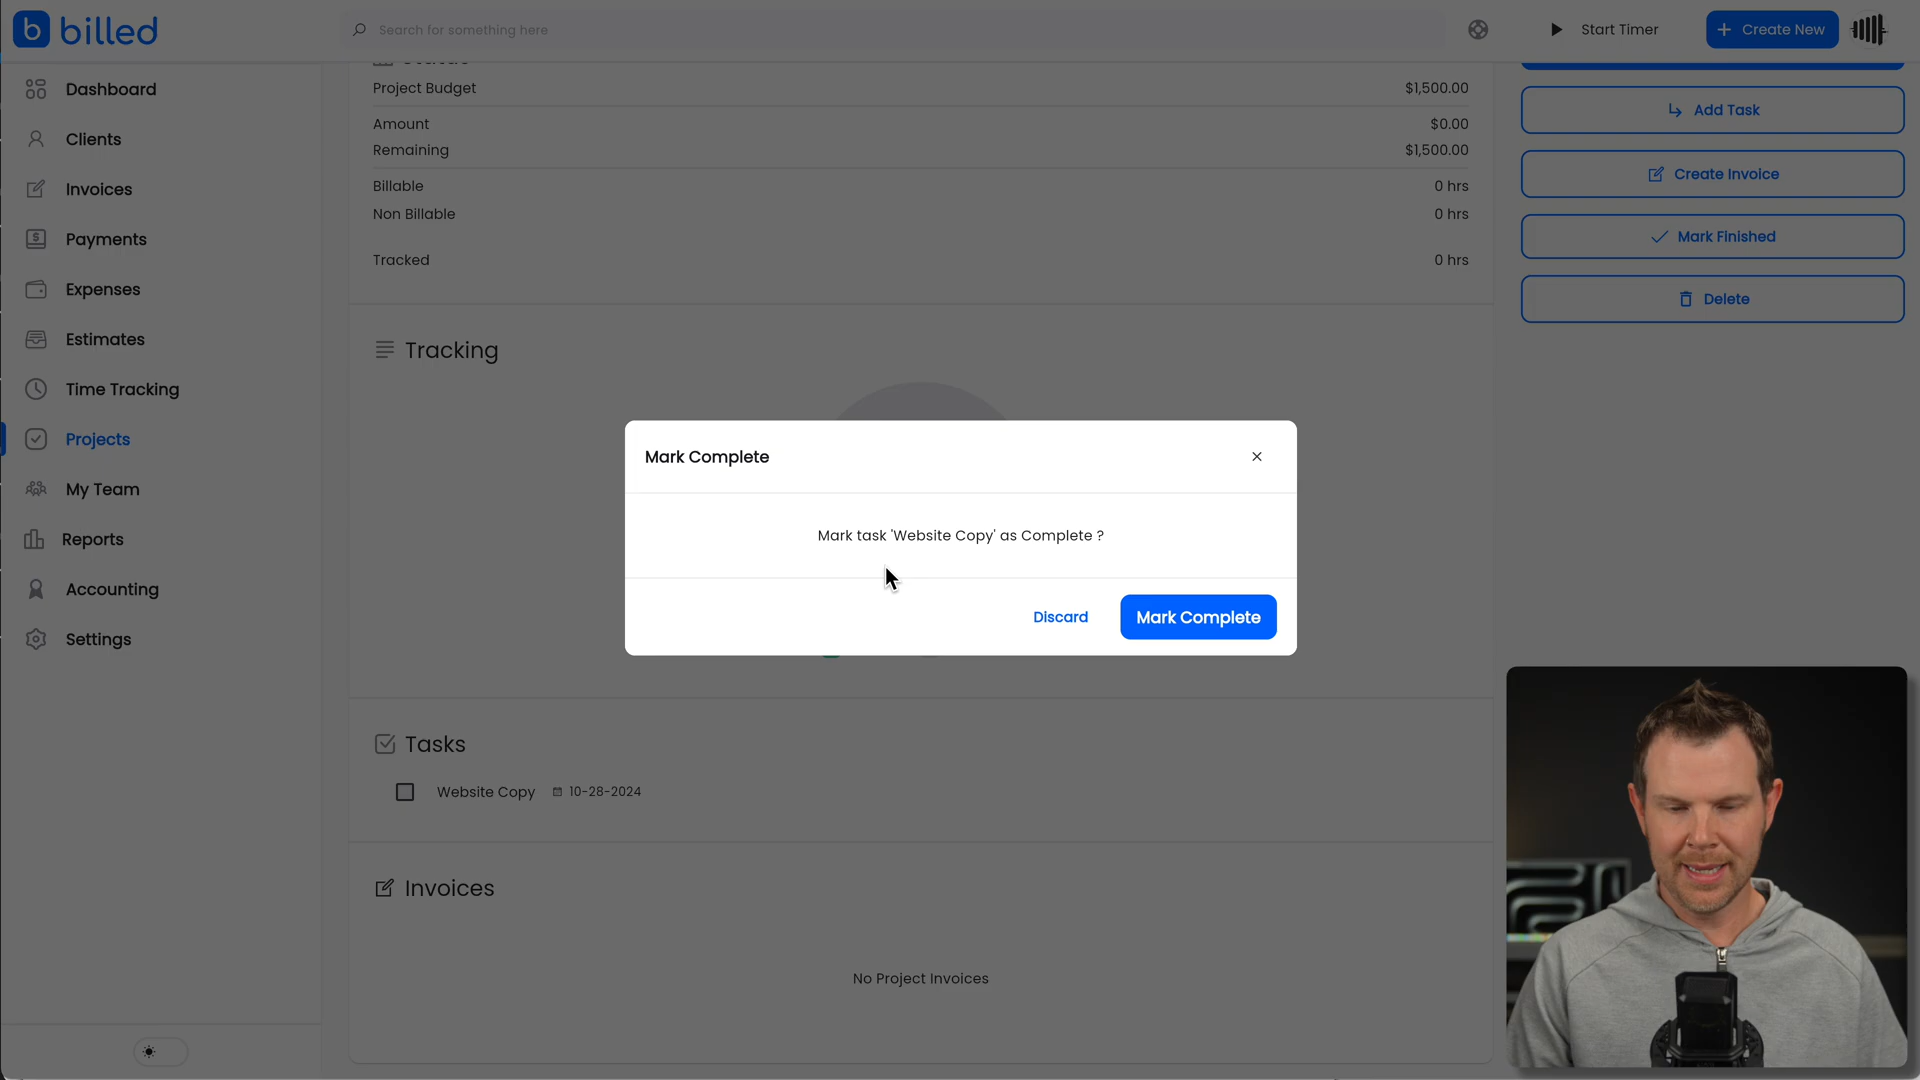 billed
Search for something here
Start Timer
Create New
Dashboard
Clients
Invoices
Payments
Expenses
Estimates
Time Tracking
Projects
My Team
Reports
Accounting
Settings
Project Budget $1,500.00
Amount $0.00
Remaining $1,500.00
Billable 0 hrs
Non Billable 0 hrs
Tracked 0 hrs
Add Task
Create Invoice
Mark Finished
Delete
Tracking
Mark Complete
Mark task 'Website Copy' as Complete ?
Discard
Mark Complete
Tasks
Website Copy 10-28-2024
Invoices
No Project Invoices